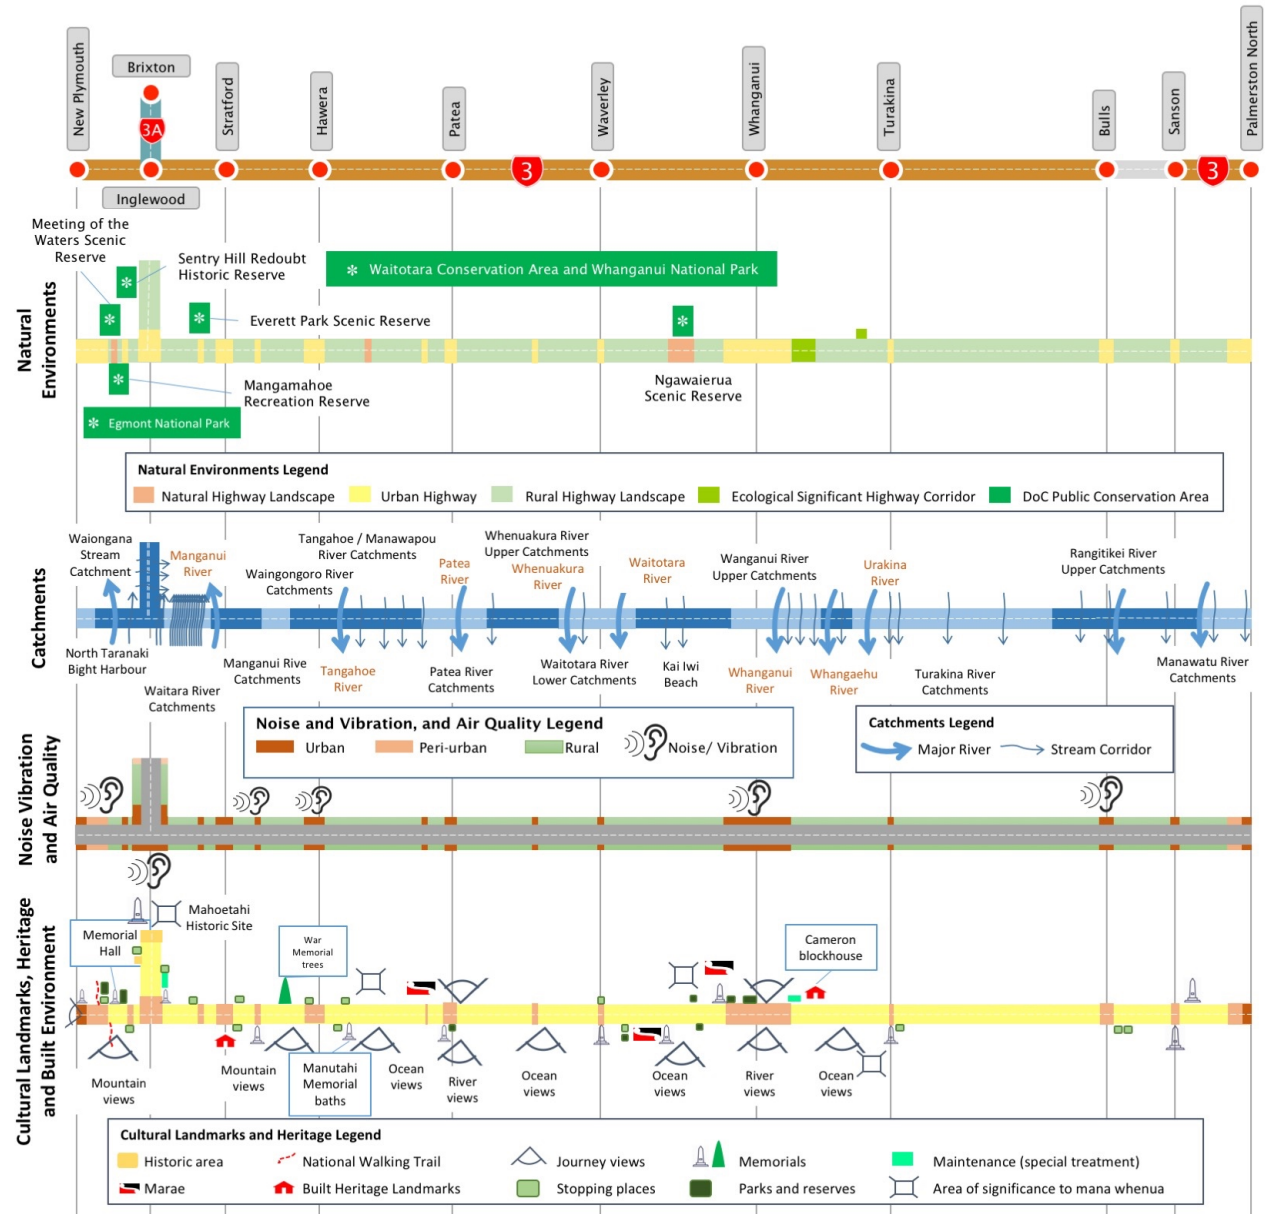 New Plymouth
Brixton
3A
Inglewood
Stratford
Hawera
Patea
3
Waverley
Whanganui
Turakina
Bulls
Sanson
3
Palmerston North
Natural
Environments
Meeting of the
Waters Scenic
Reserve
Sentry Hill Redoubt
Historic Reserve
* Waitotara Conservation Area and Whanganui National Park
Everett Park Scenic Reserve
Mangamahoe
Recreation Reserve
Ngawaierua
Scenic Reserve
* Egmont National Park
Natural Environments Legend
Natural Highway Landscape
Urban Highway
Rural Highway Landscape
Ecological Significant Highway Corridor
DoC Public Conservation Area
Catchments
Waiongana
Stream
Catchment
Manganui
River
Tangahoe / Manawapou
River Catchments
Waingongoro River
Catchments
Patea
River
Whenuakura River
Upper Catchments
Whenuakura
River
Waitotara
River
Wanganui River
Upper Catchments
Urakina
River
Rangitikei River
Upper Catchments
North Taranaki
Bight Harbour
Waitara River
Catchments
Manganui Rive
Catchments
Tangahoe
River
Patea River
Catchments
Waitotara River
Lower Catchments
Kai Iwi
Beach
Whanganui
River
Whangaehu
River
Turakina River
Catchments
Manawatu River
Catchments
Noise and Vibration, and Air Quality Legend
Urban
Peri-urban
Rural
Noise/ Vibration
Catchments Legend
Major River
Stream Corridor
Noise Vibration
and Air Quality
Cultural Landmarks, Heritage
and Built Environment
Mahoetahi
Historic Site
Memorial
Hall
War
Memorial
trees
Cameron
blockhouse
Mountain
views
Mountain
views
Manutahi
Memorial
baths
Ocean
views
River
views
Ocean
views
Ocean
views
River
views
Ocean
views
Cultural Landmarks and Heritage Legend
Historic area
National Walking Trail
Journey views
Memorials
Maintenance (special treatment)
Marae
Built Heritage Landmarks
Stopping places
Parks and reserves
Area of significance to mana whenua